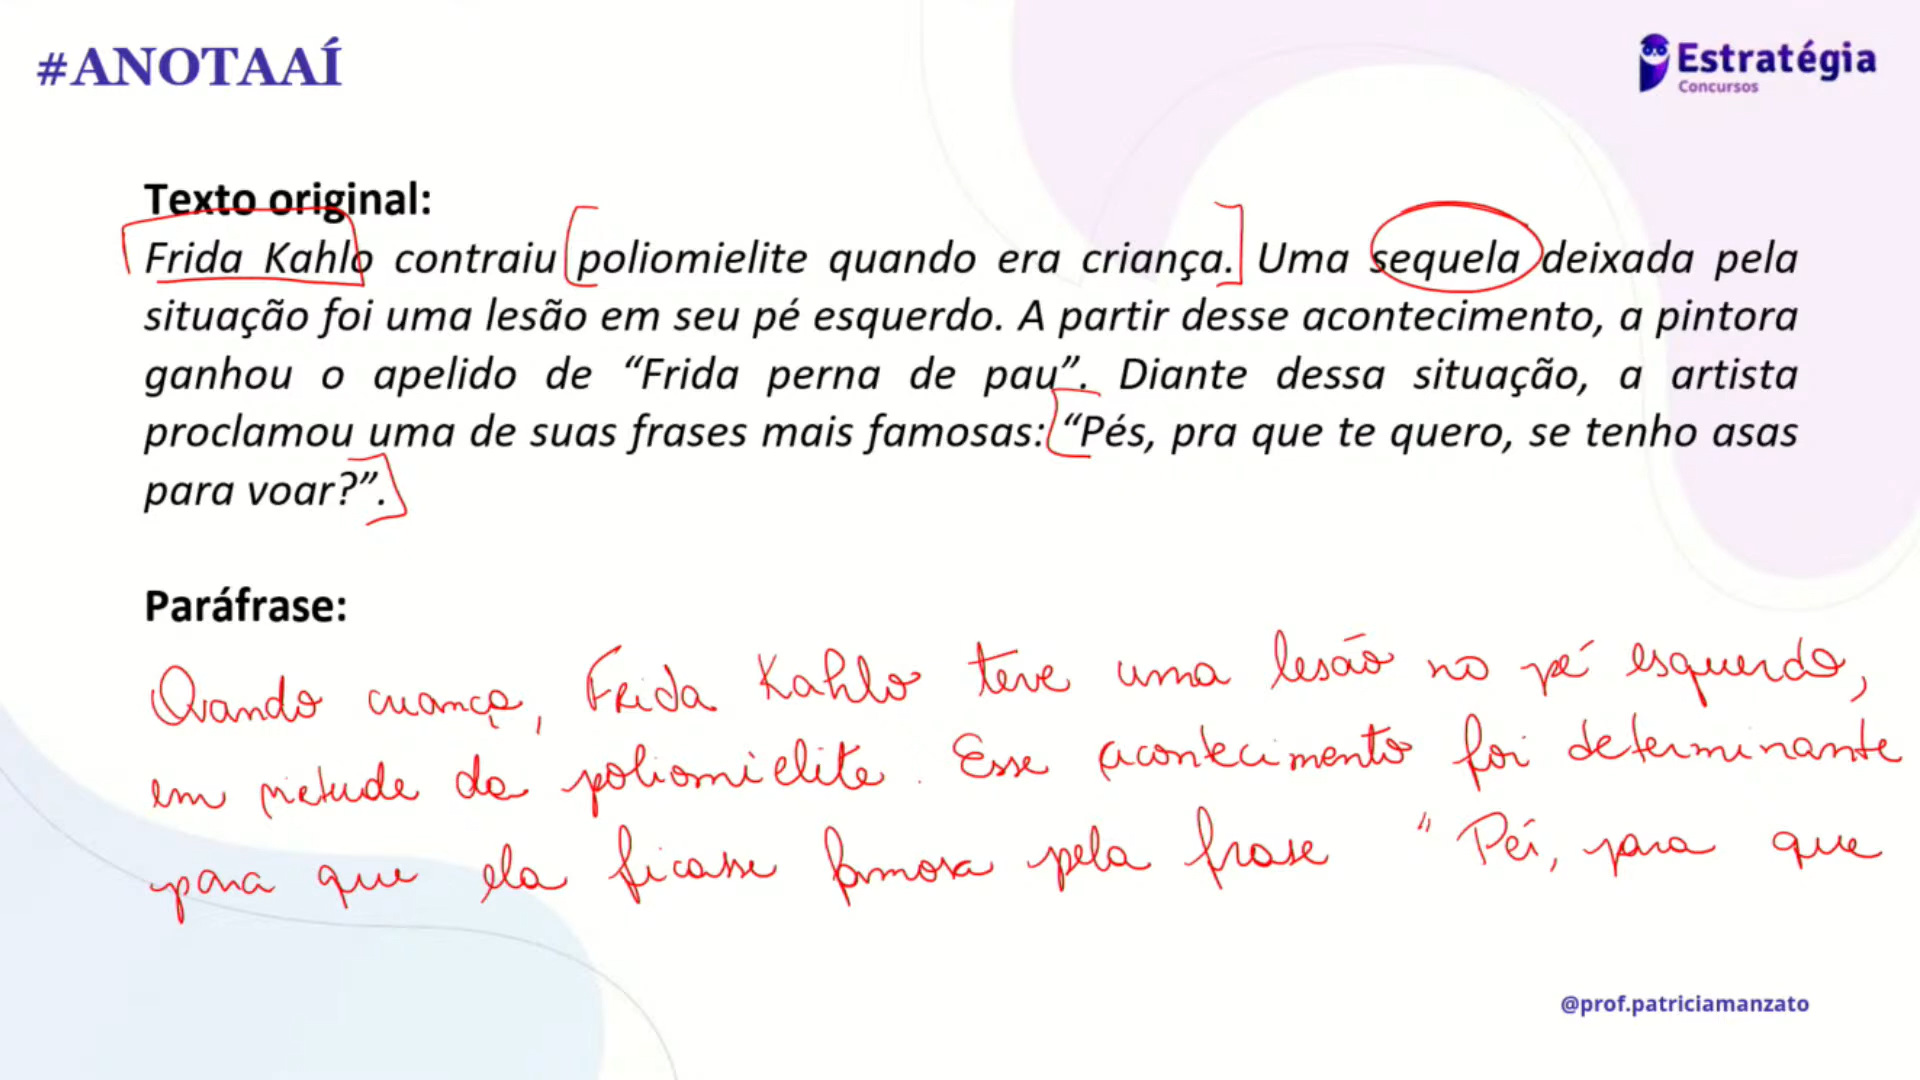 #ANOTAAÍ
Estratégia
Concursos
Texto original:
Frida Kahlo contraiu poliomielite quando era criança. Uma sequela deixada pela
situação foi uma lesão em seu pé esquerdo. A partir desse acontecimento, a pintora
ganhou o apelido de “Frida perna de pau”. Diante dessa situação, a artista
proclamou uma de suas frases mais famosas: “Pés, pra que te quero, se tenho asas
para voar?”.
Paráfrase:
Quando criança, Frida Kahlo teve uma lesão no pé esquerdo,
em virtude da poliomielite. Esse acontecimento foi determinante
para que ela ficasse famosa pela frase "Pés, para que
@prof.patriciamanzato